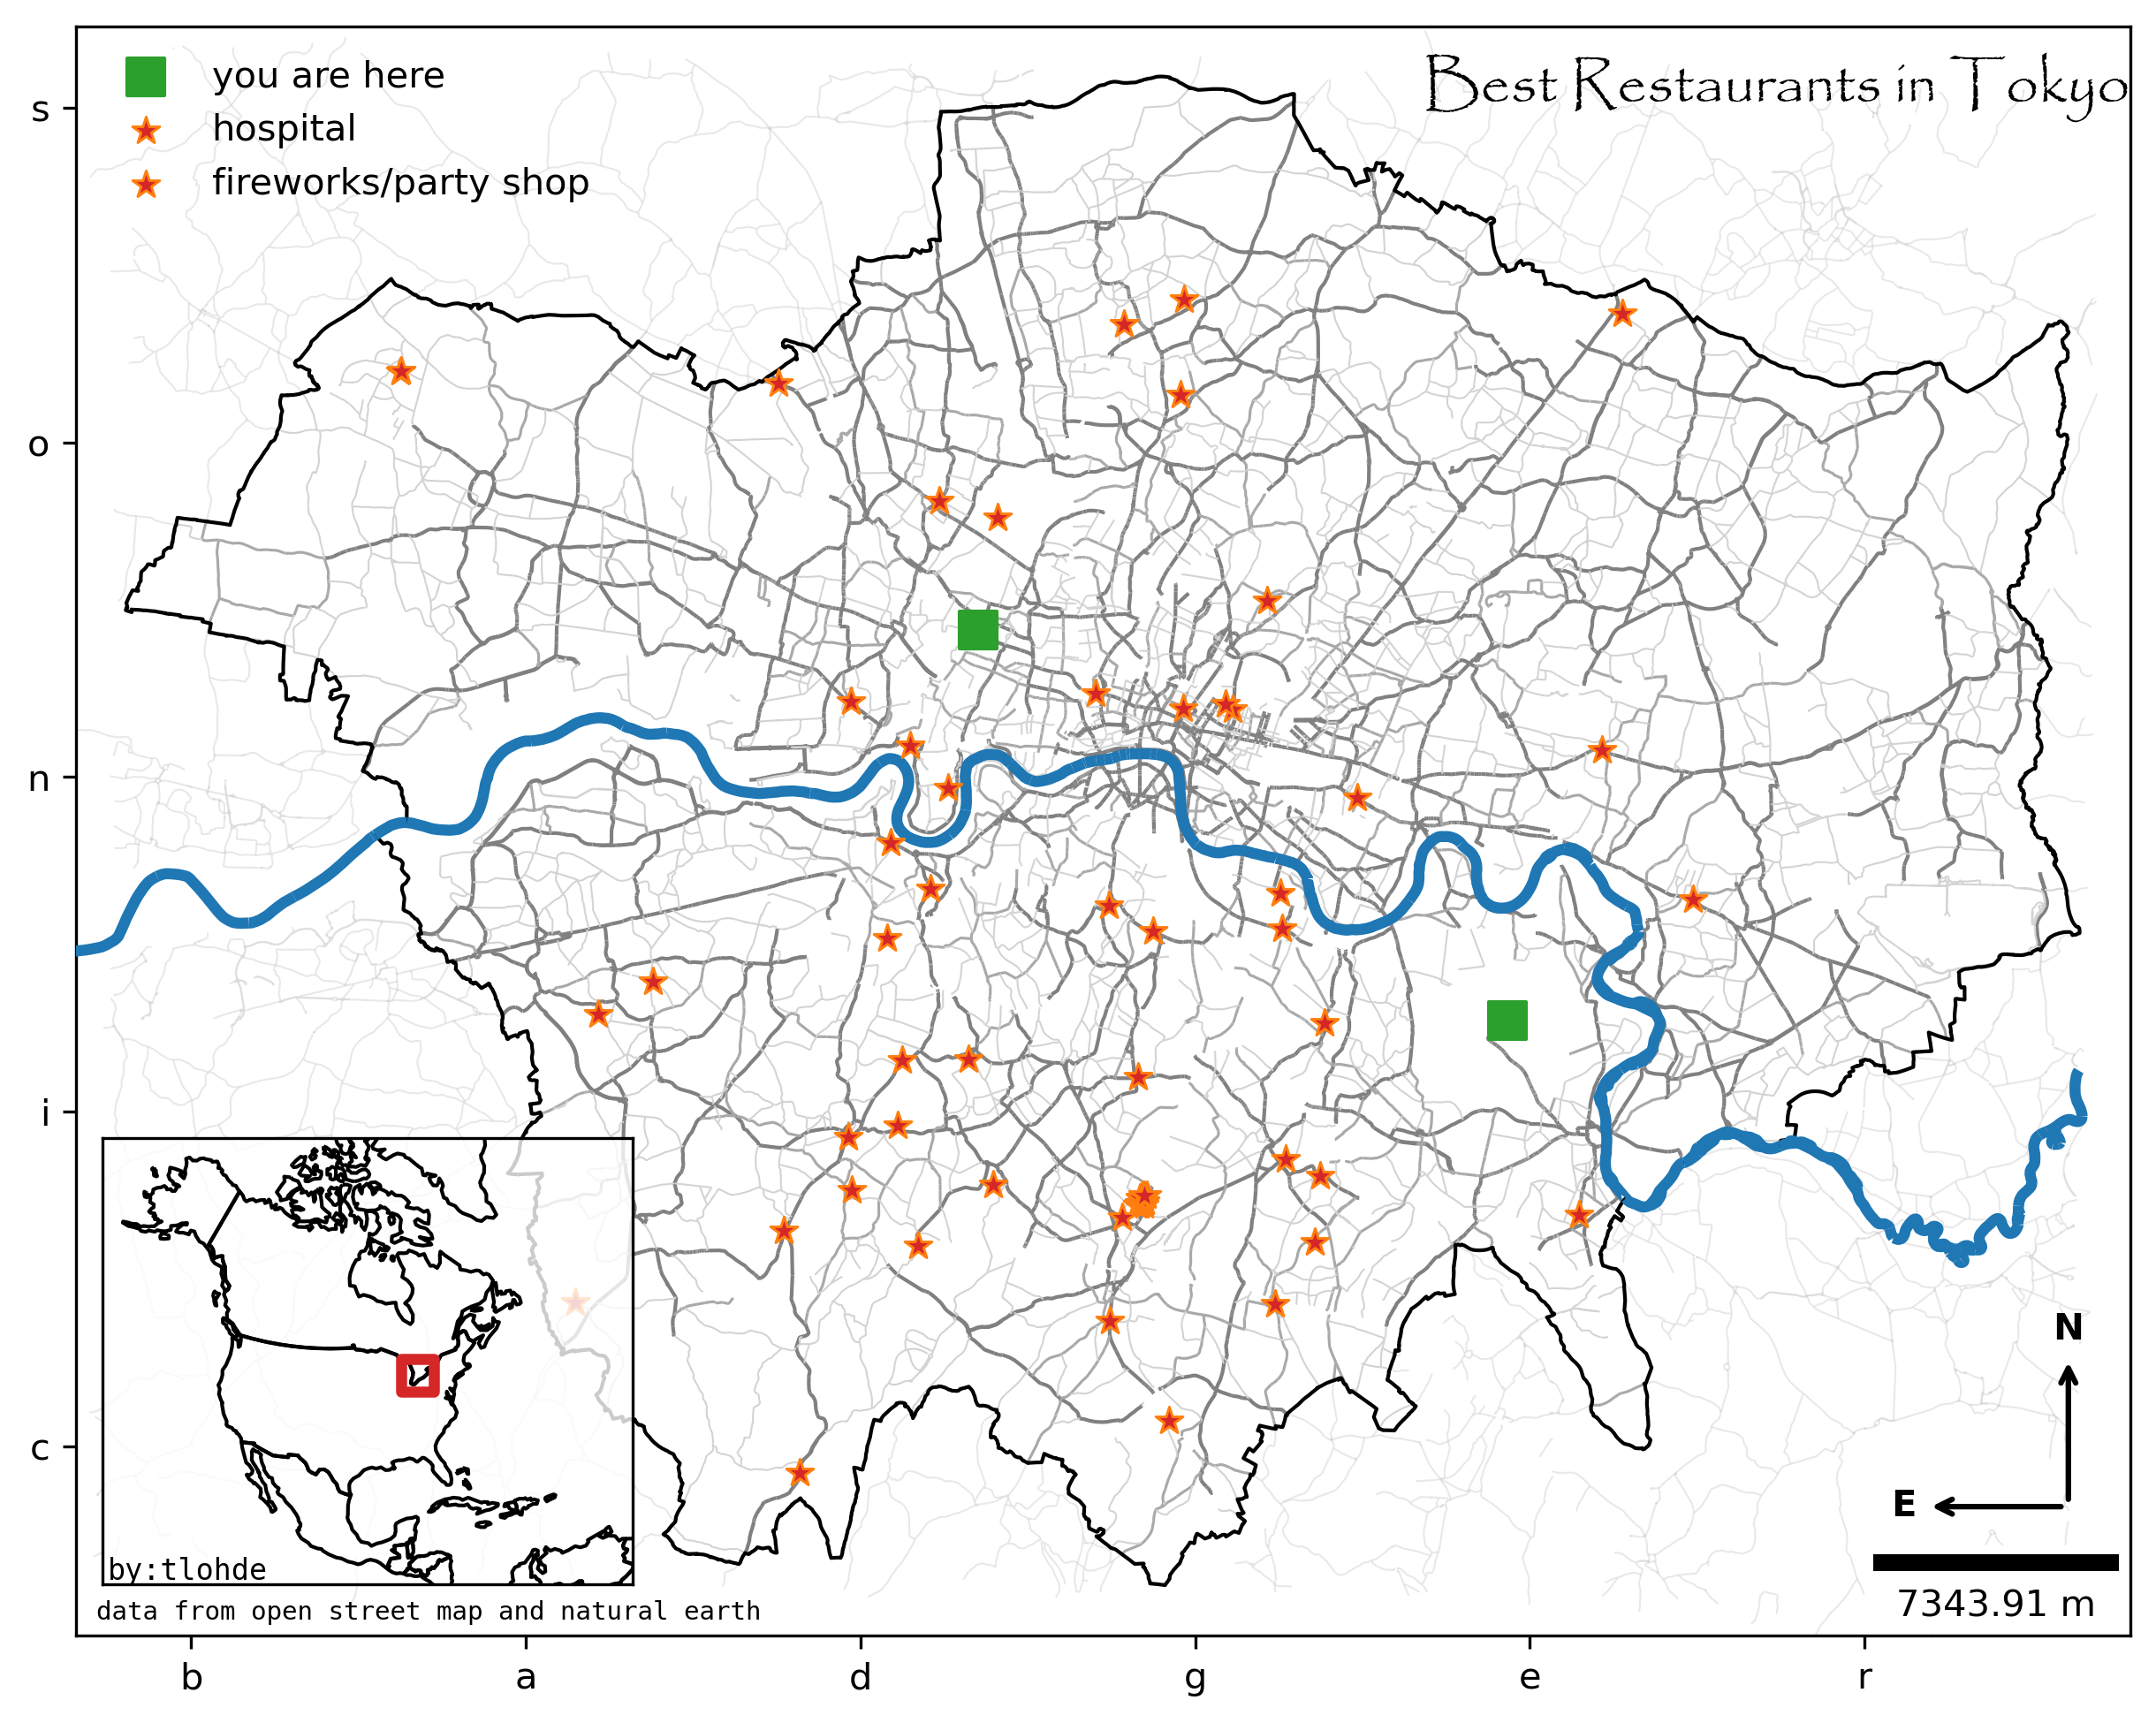 Best Restaurants in Tokyo
you are here
hospital
fireworks/party shop
s
o
n
i
c
N
E
7343.91 m
by:tlohde
data from open street map and natural earth
b a d g e r